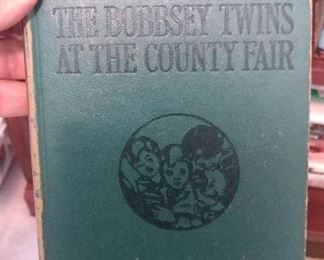 THE BOBBSEY TWINS
AT THE COUNTY FAIR